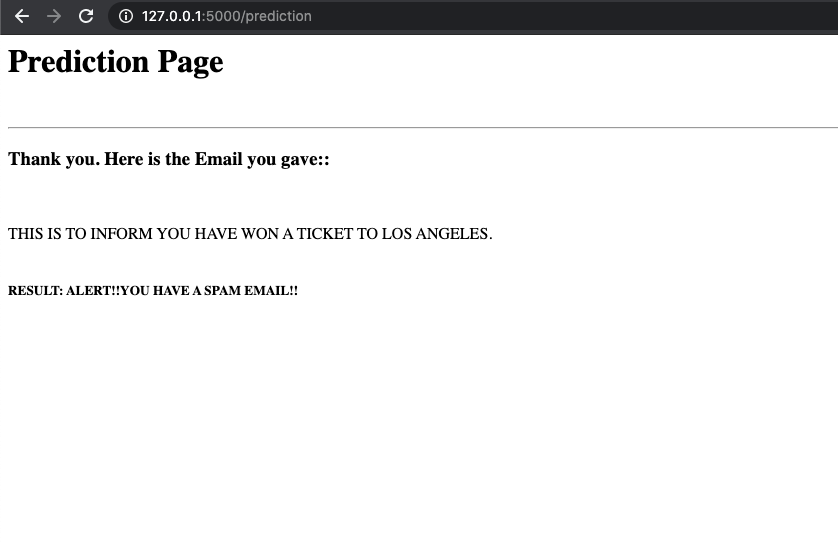 127.0.0.1:5000/prediction
Prediction Page
Thank you. Here is the Email you gave::
THIS IS TO INFORM YOU HAVE WON A TICKET TO LOS ANGELES.
RESULT: ALERT!!YOU HAVE A SPAM EMAIL!!